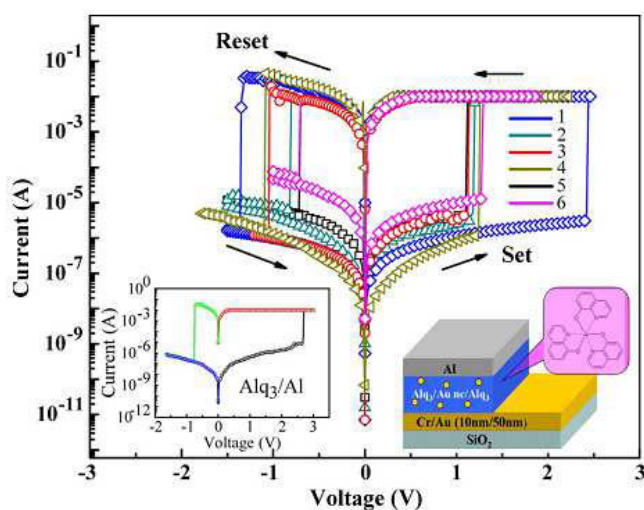 10⁻¹
10⁻³
10⁻⁵
10⁻⁷
10⁻⁹
10⁻¹¹
Current (A)
Reset
Set
1
2
3
4
5
6
10⁰
10⁻³
10⁻⁶
10⁻⁹
10⁻¹²
Current (A)
Alq₃/Al
-2 -1 0 1 2 3
Voltage (V)
Al
Alq₃/Au nc/Alq₃
Cr/Au (10nm/50nm)
SiO₂
-3 -2 -1 0 1 2 3
Voltage (V)